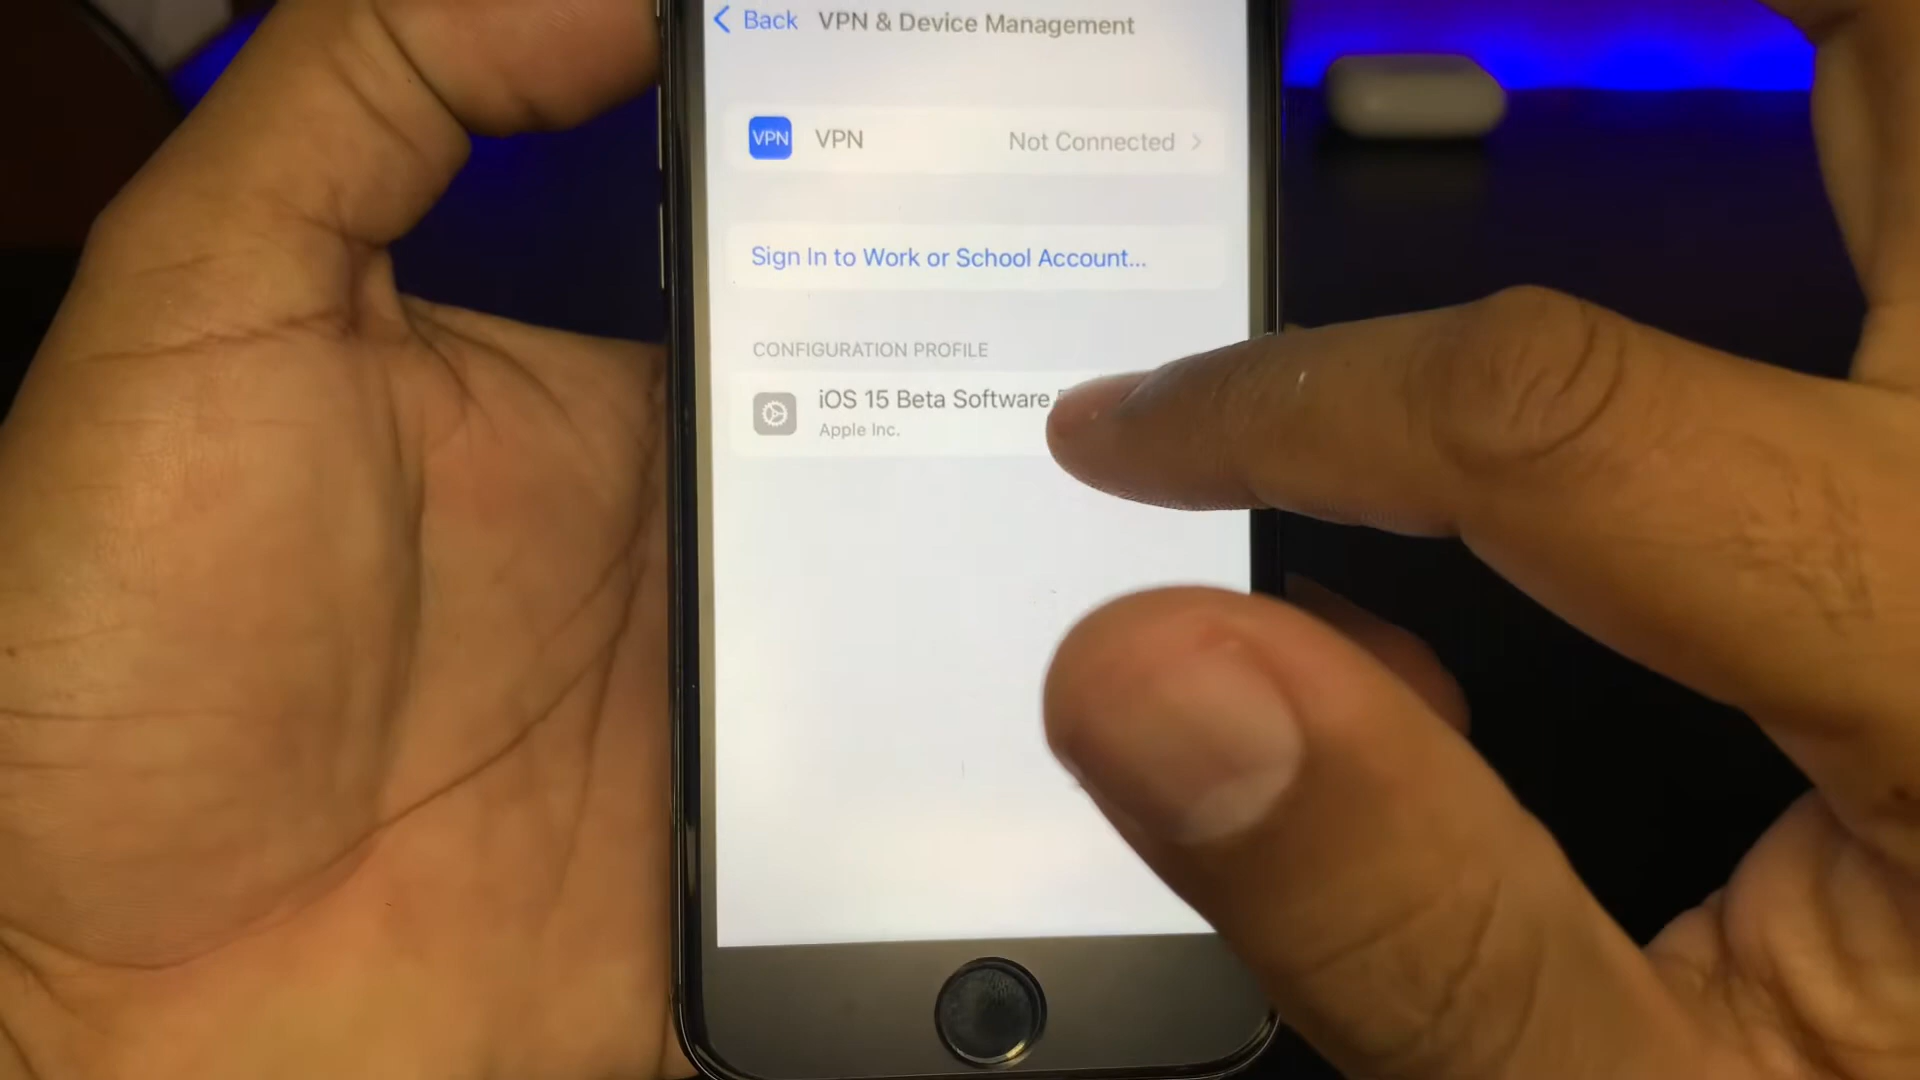 Back VPN & Device Management
VPN VPN Not Connected
Sign In to Work or School Account...
CONFIGURATION PROFILE
iOS 15 Beta Software
Apple Inc.